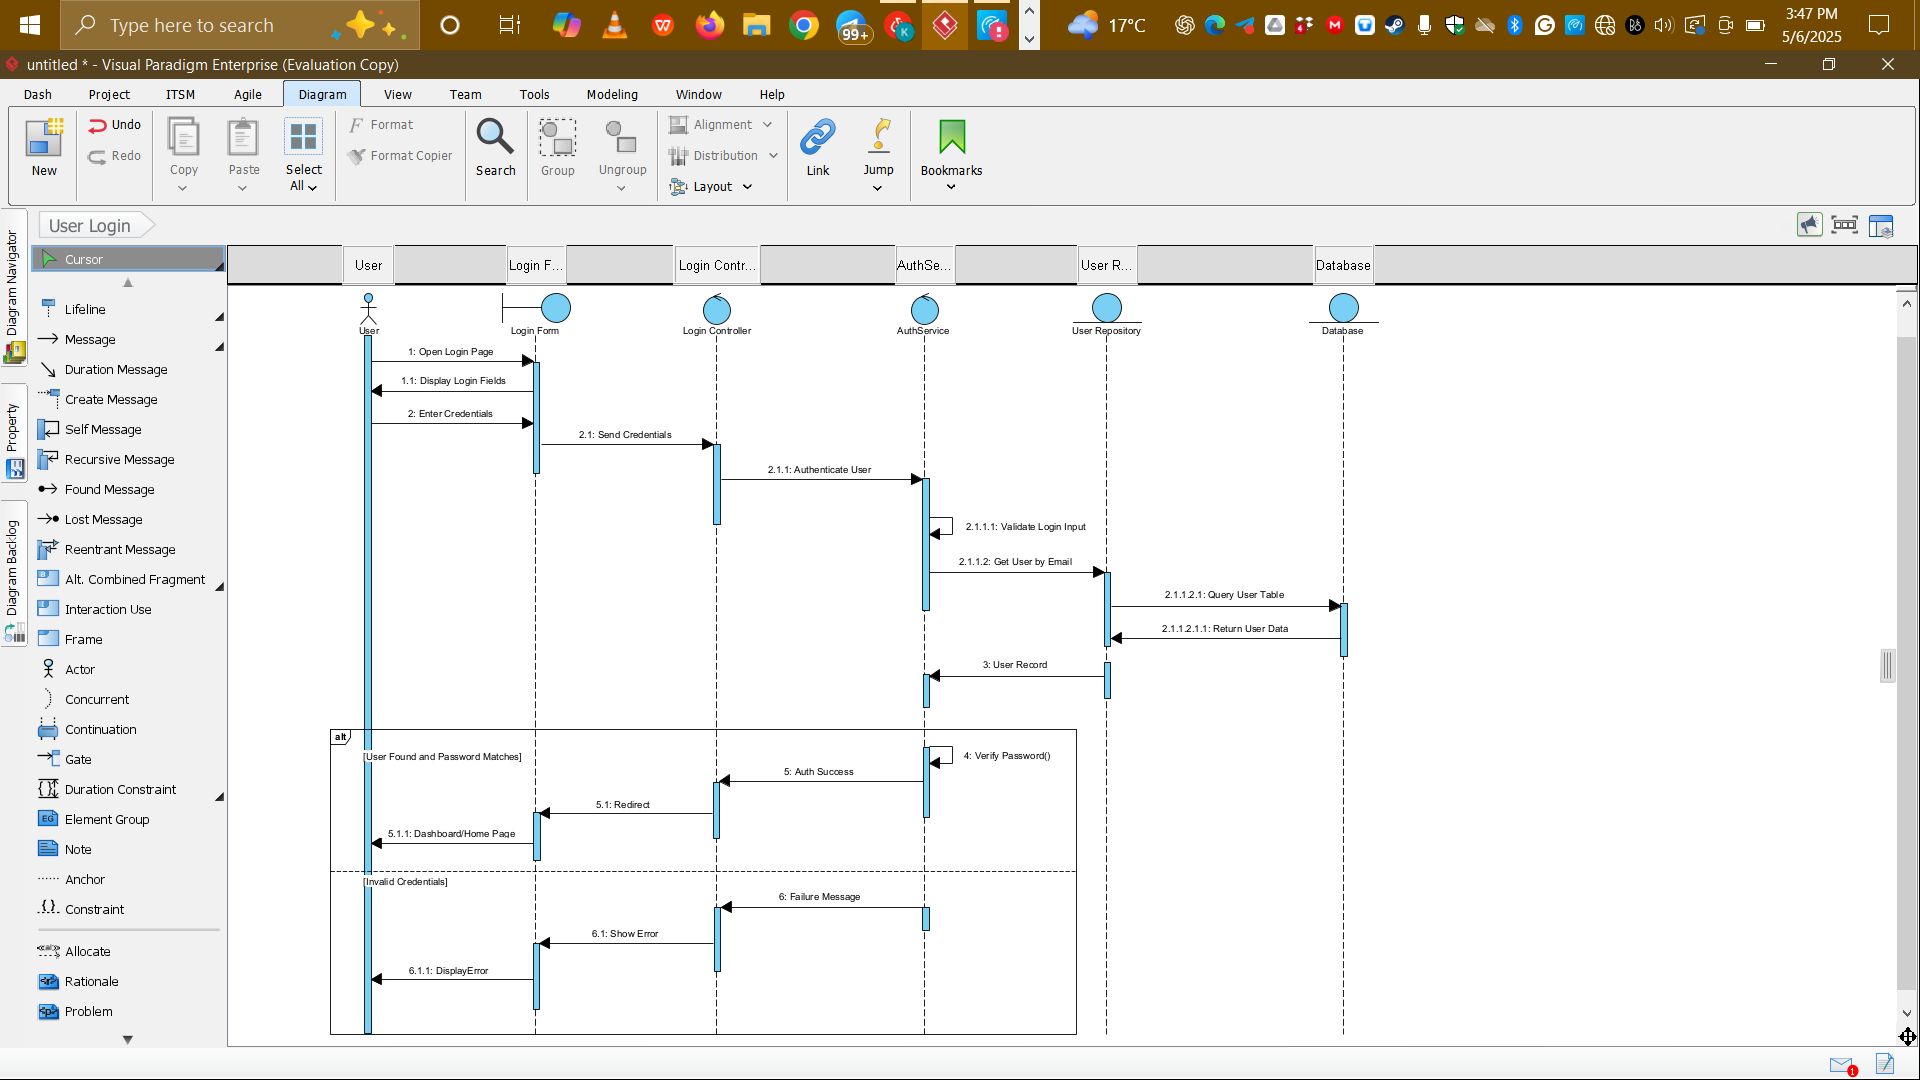 Type here to search
99+
17°C
3:47 PM
5/6/2025
untitled * - Visual Paradigm Enterprise (Evaluation Copy)
Dash Project ITSM Agile Diagram View Team Tools Modeling Window Help
New
Undo
Redo
Copy
Paste
Select All
Format
Format Copier
Search
Group
Ungroup
Alignment
Distribution
Layout
Link
Jump
Bookmarks
User Login
Diagram Navigator
Property
Diagram Backlog
Cursor
Lifeline
Message
Duration Message
Create Message
Self Message
Recursive Message
Found Message
Lost Message
Reentrant Message
Alt. Combined Fragment
Interaction Use
Frame
Actor
Concurrent
Continuation
Gate
Duration Constraint
Element Group
Note
Anchor
Constraint
Allocate
Rationale
Problem
User Login F... Login Contr... AuthSe... User R... Database
User Login Form Login Controller AuthService User Repository Database
1: Open Login Page
1.1: Display Login Fields
2: Enter Credentials
2.1: Send Credentials
2.1.1: Authenticate User
2.1.1.1: Validate Login Input
2.1.1.2: Get User by Email
2.1.1.2.1: Query User Table
2.1.1.2.1.1: Return User Data
3: User Record
alt
[User Found and Password Matches]
4: Verify Password()
5: Auth Success
5.1: Redirect
5.1.1: Dashboard/Home Page
[Invalid Credentials]
6: Failure Message
6.1: Show Error
6.1.1: DisplayError
1